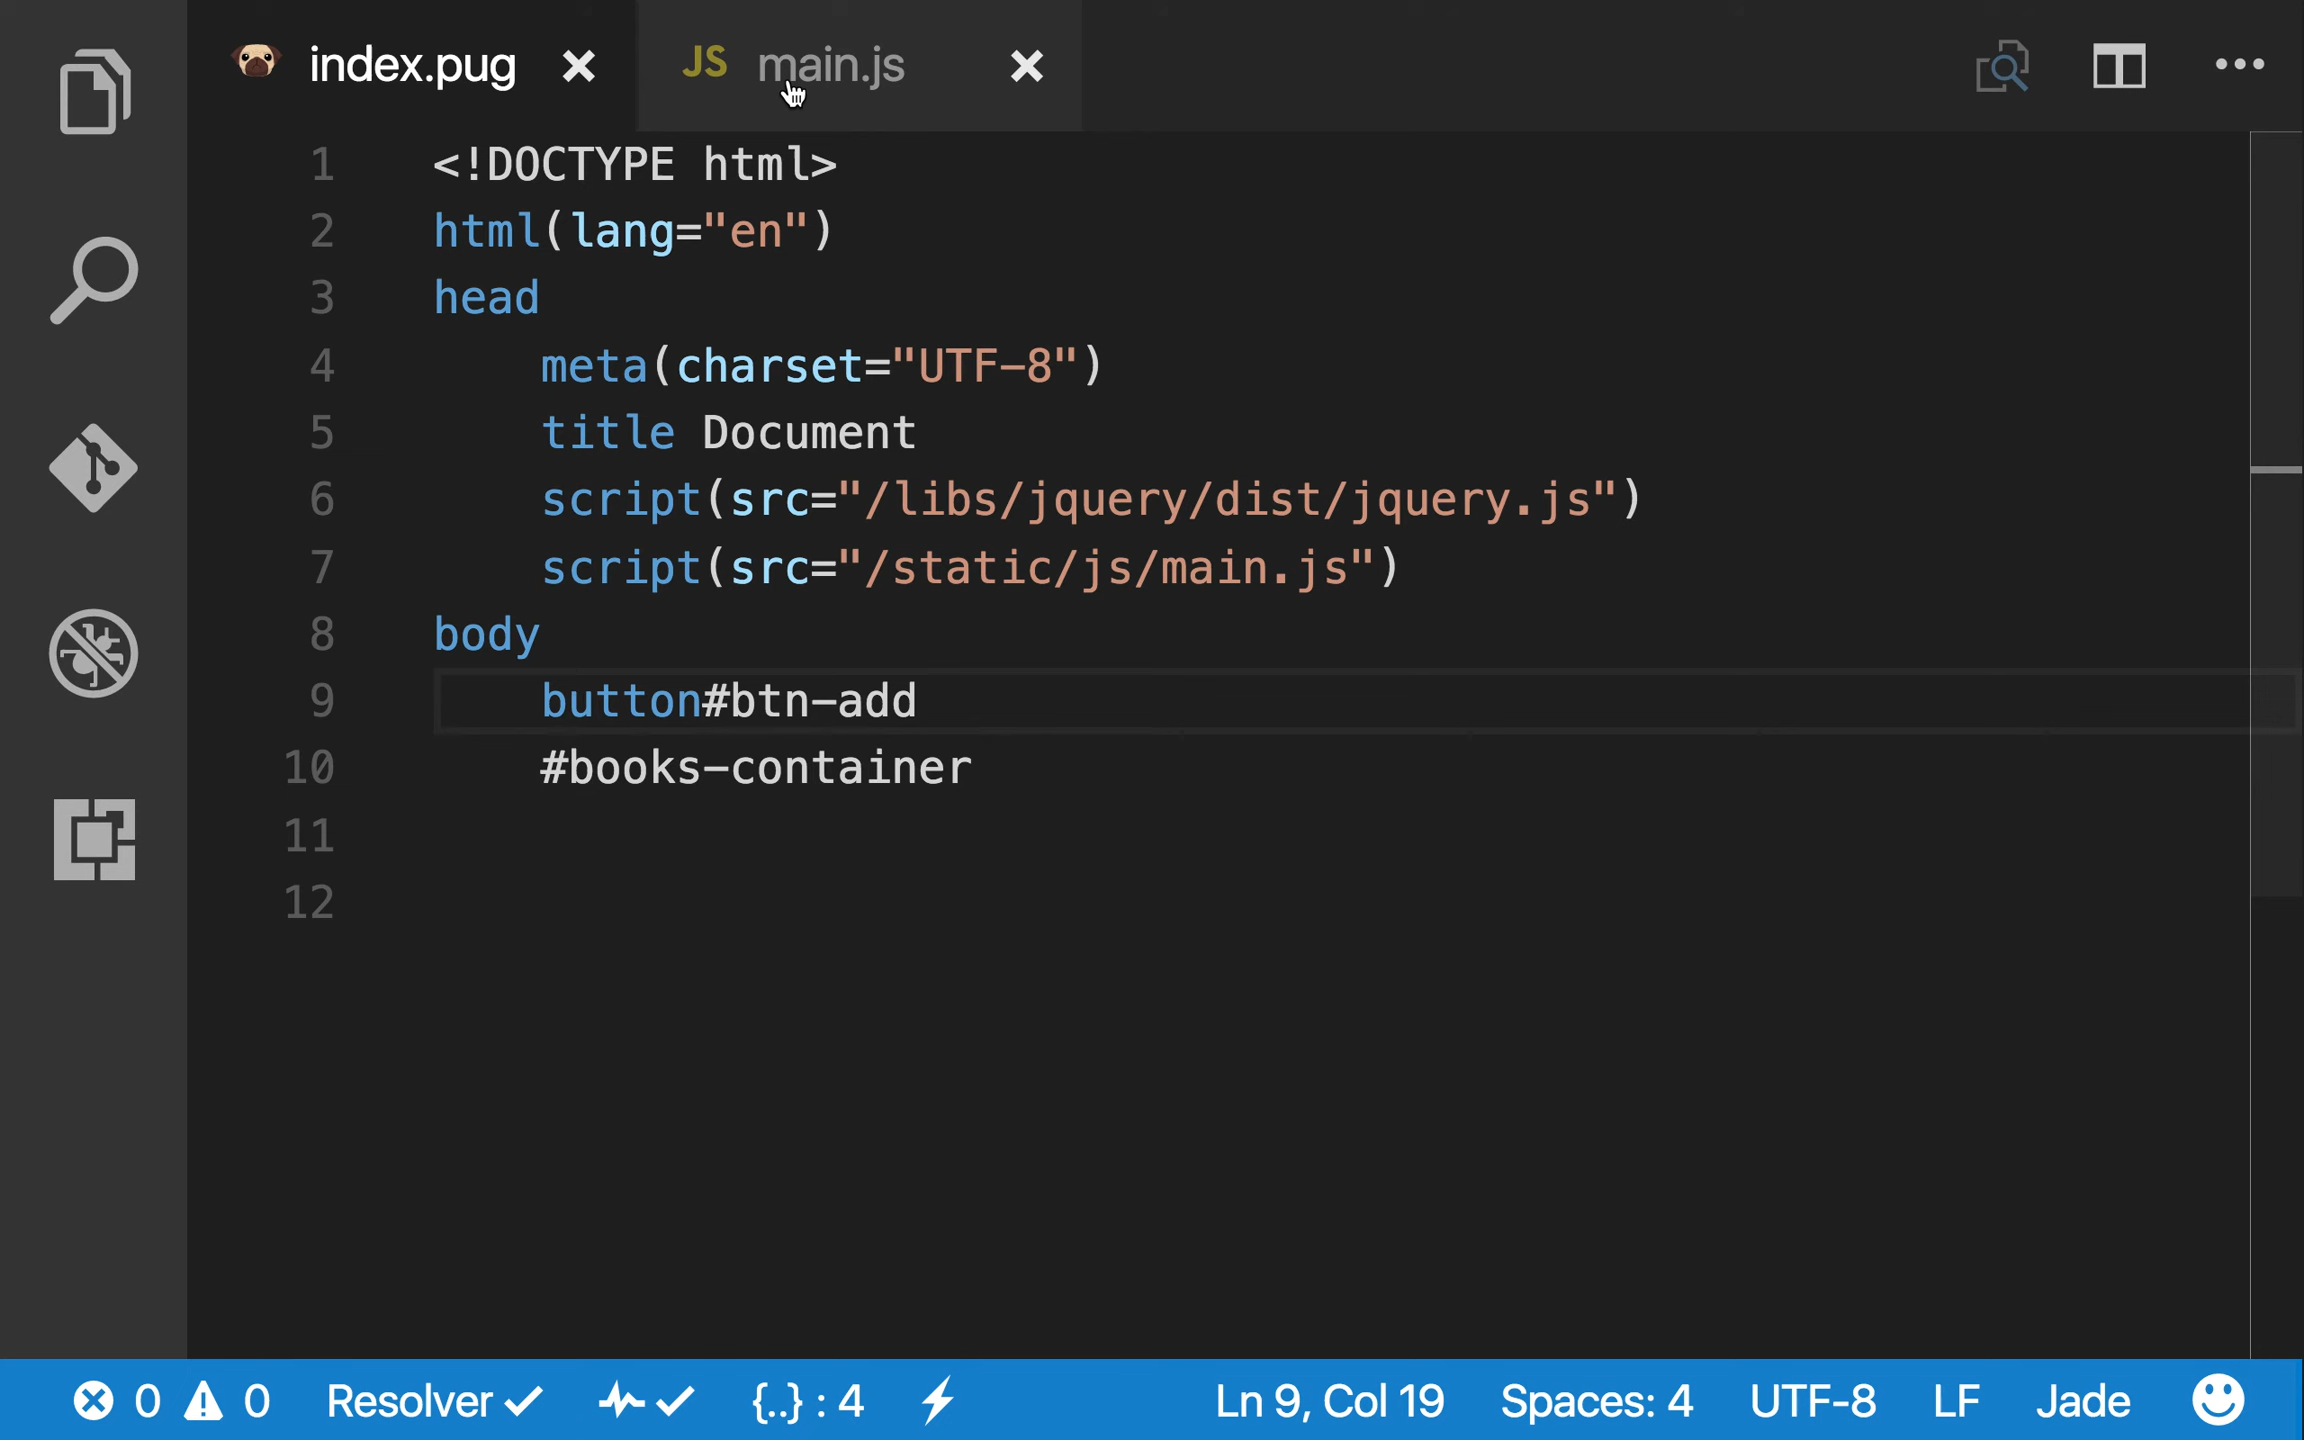 index.pug
JS main.js
1 <!DOCTYPE html>
2 html(lang="en")
3 head
4     meta(charset="UTF-8")
5     title Document
6     script(src="/libs/jquery/dist/jquery.js")
7     script(src="/static/js/main.js")
8 body
9     button#btn-add
10     #books-container
11
12
0 0 Resolver {..} : 4 Ln 9, Col 19 Spaces: 4 UTF-8 LF Jade